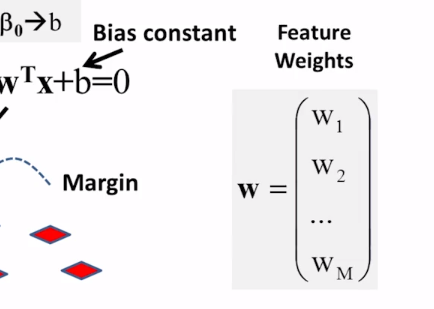 β₀→b
Bias constant
wᵀx+b=0
Margin
Feature
Weights
w =
W₁
W₂
...
W_M